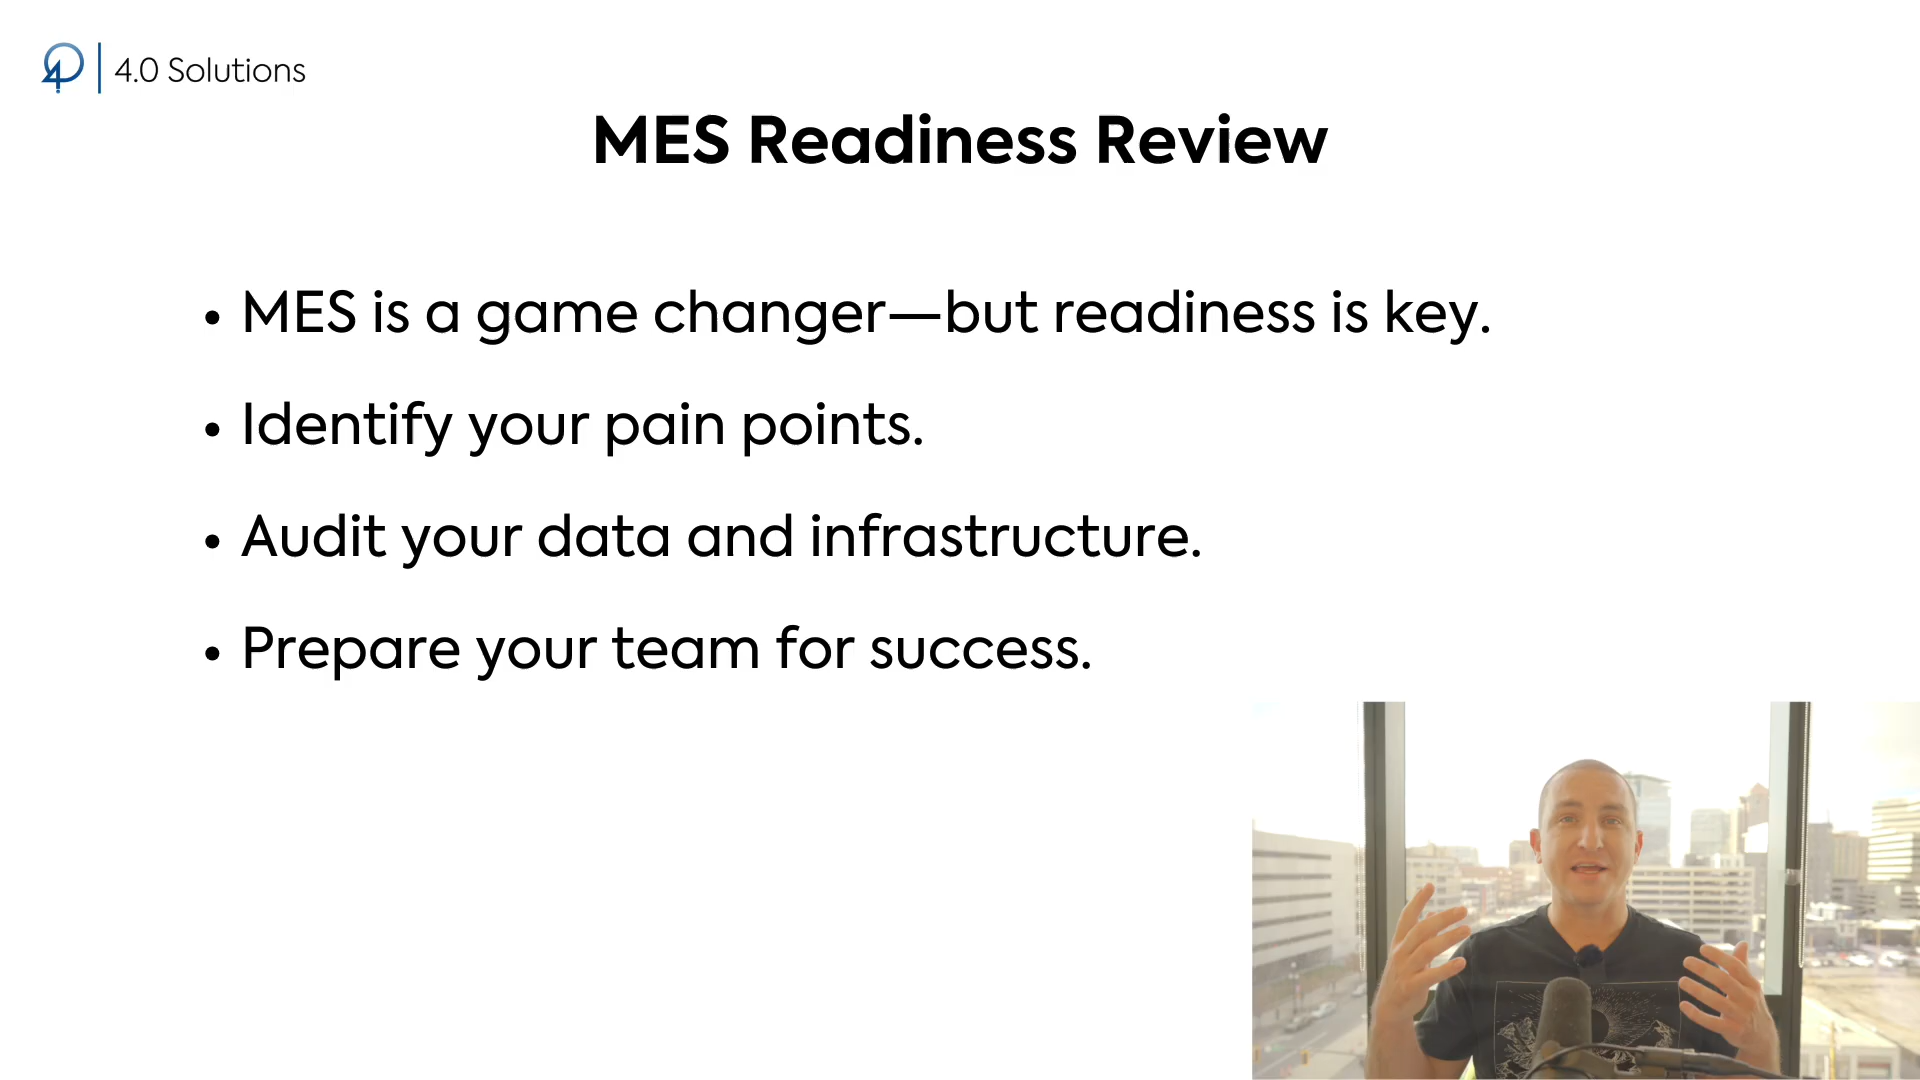 4.0 Solutions
MES Readiness Review
• MES is a game changer—but readiness is key.
• Identify your pain points.
• Audit your data and infrastructure.
• Prepare your team for success.